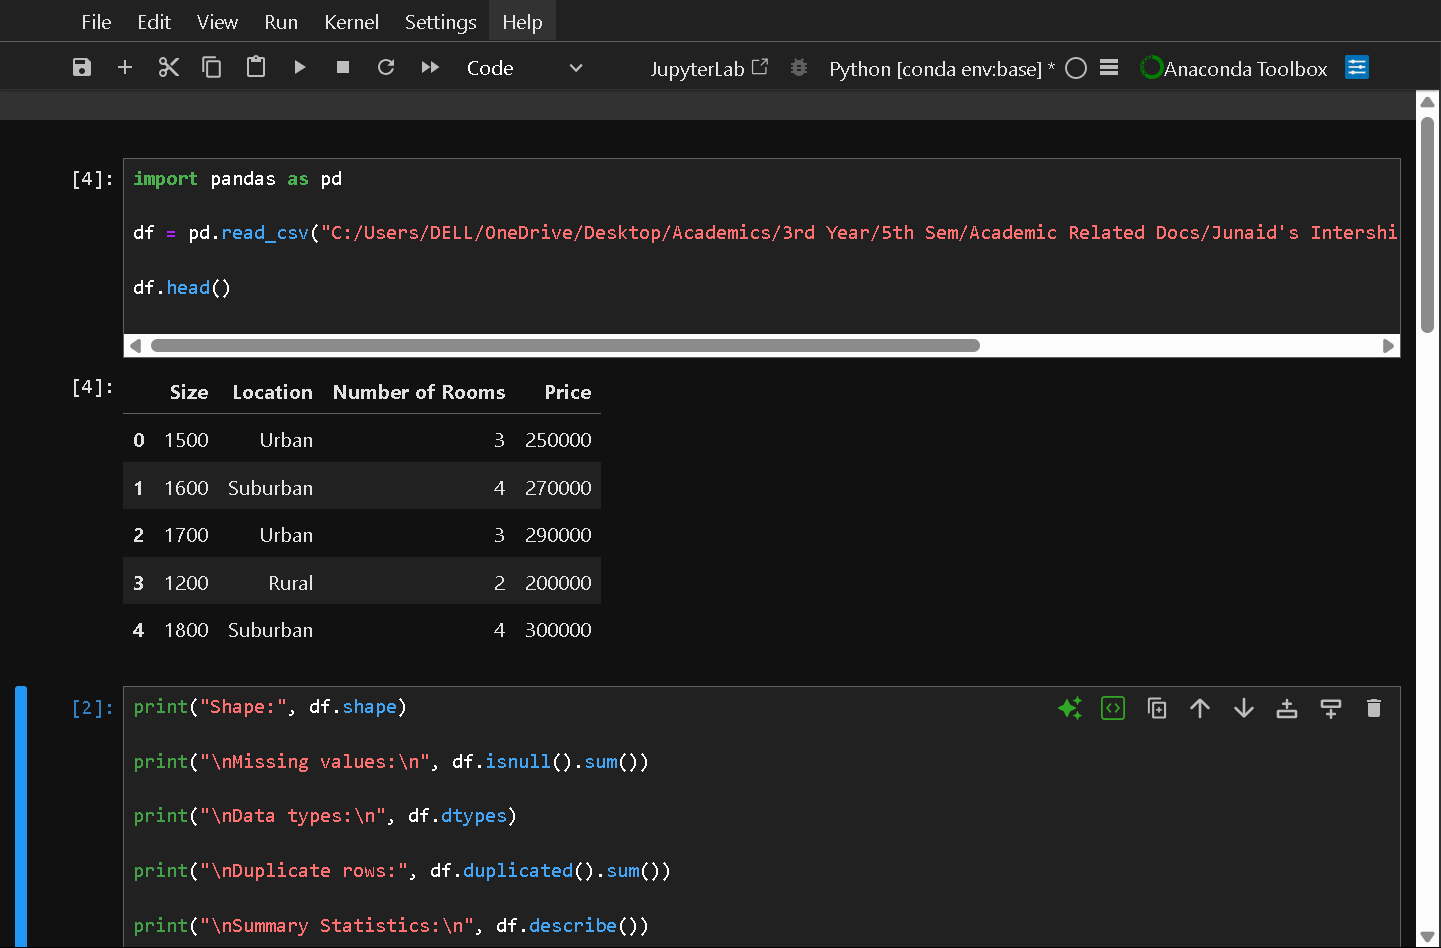 File Edit View Run Kernel Settings Help
Code JupyterLab Python [conda env:base] * Anaconda Toolbox
[4]: import pandas as pd
df = pd.read_csv("C:/Users/DELL/OneDrive/Desktop/Academics/3rd Year/5th Sem/Academic Related Docs/Junaid's Intershi
df.head()
[4]: Size Location Number of Rooms Price
0 1500 Urban 3 250000
1 1600 Suburban 4 270000
2 1700 Urban 3 290000
3 1200 Rural 2 200000
4 1800 Suburban 4 300000
[2]: print("Shape:", df.shape)
print("\nMissing values:\n", df.isnull().sum())
print("\nData types:\n", df.dtypes)
print("\nDuplicate rows:", df.duplicated().sum())
print("\nSummary Statistics:\n", df.describe())